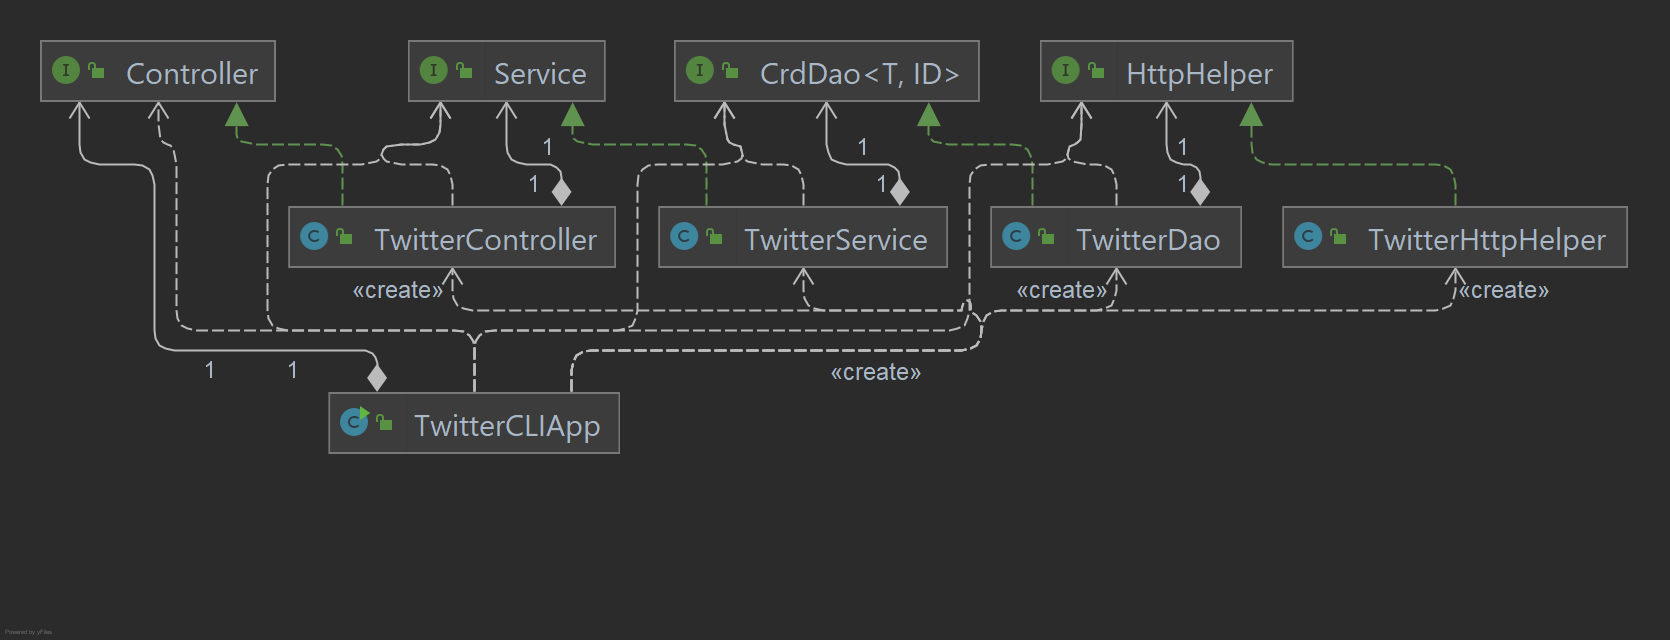 I Controller
I Service
I CrdDao<T, ID>
I HttpHelper
1
1
1
1
1
1
C TwitterController
C TwitterService
C TwitterDao
C TwitterHttpHelper
«create»
«create»
«create»
1
1
«create»
C TwitterCLIApp
Powered by yFiles